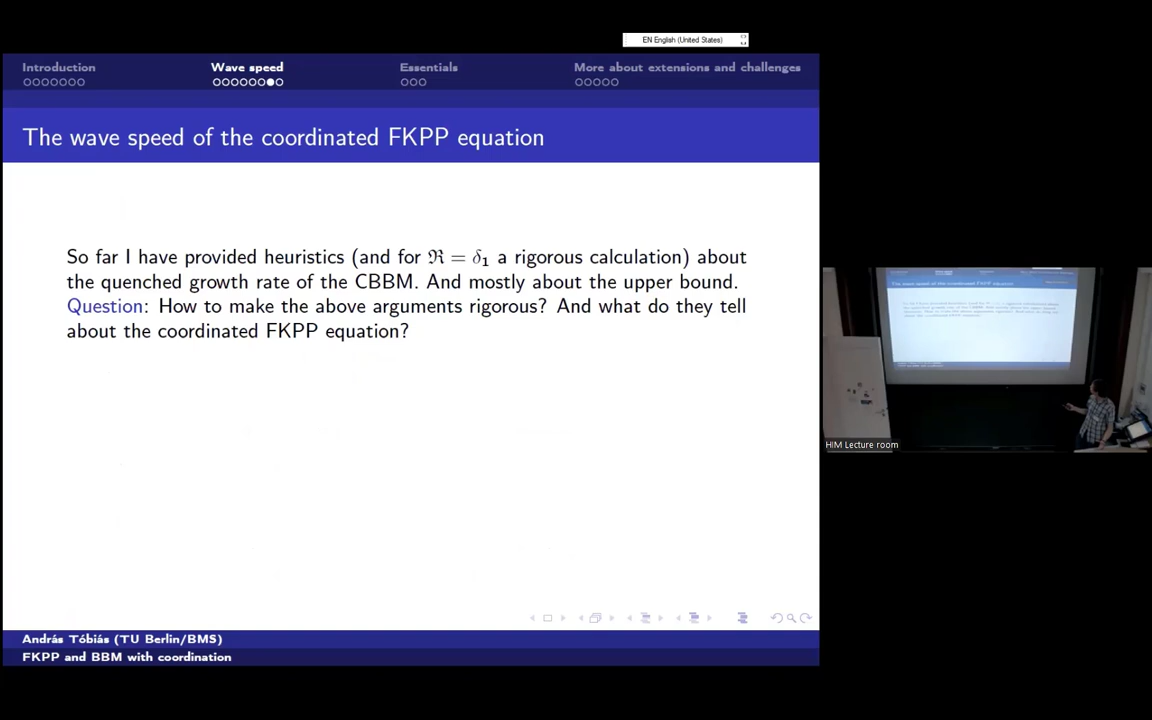 EN English (United States)
Introduction
Wave speed
Essentials
More about extensions and challenges
The wave speed of the coordinated FKPP equation
So far I have provided heuristics (and for ℜ = δ₁ a rigorous calculation) about
the quenched growth rate of the CBBM. And mostly about the upper bound.
Question: How to make the above arguments rigorous? And what do they tell
about the coordinated FKPP equation?
HIM Lecture room
András Tóbiás (TU Berlin/BMS)
FKPP and BBM with coordination